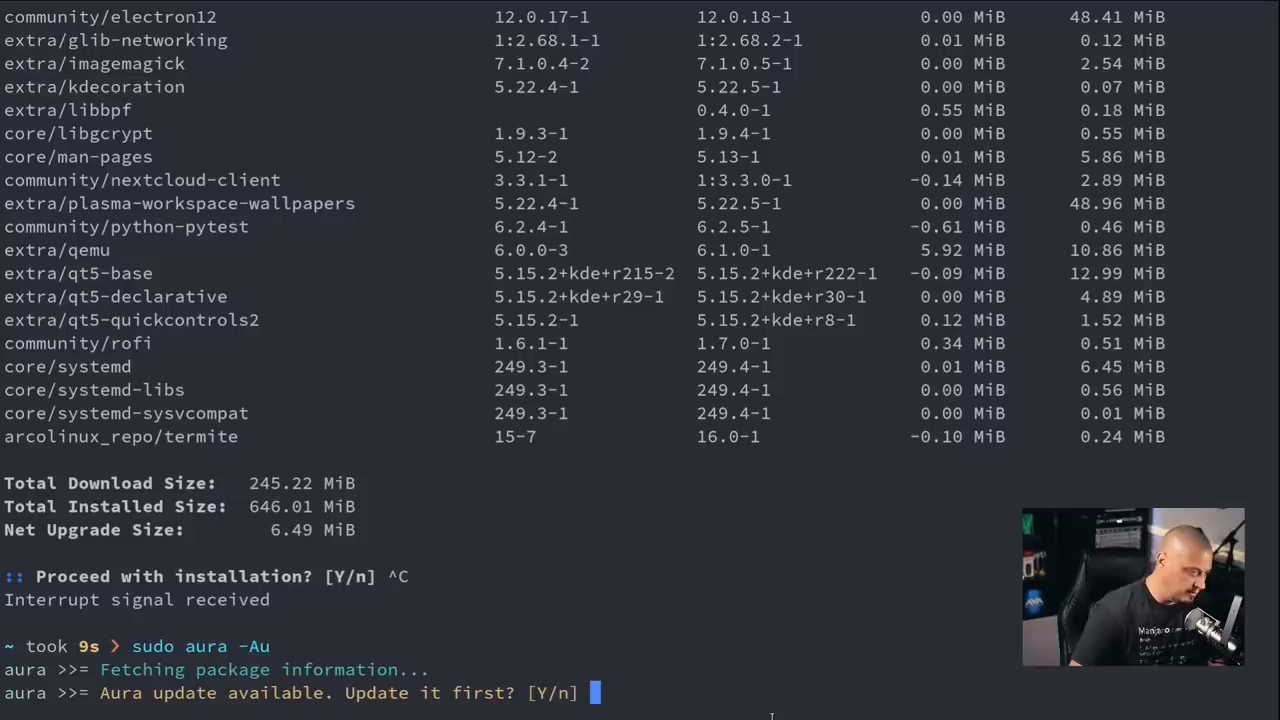 community/electron12 12.0.17-1 12.0.18-1 0.00 MiB 48.41 MiB
extra/glib-networking 1:2.68.1-1 1:2.68.2-1 0.01 MiB 0.12 MiB
extra/imagemagick 7.1.0.4-2 7.1.0.5-1 0.00 MiB 2.54 MiB
extra/kdecoration 5.22.4-1 5.22.5-1 0.00 MiB 0.07 MiB
extra/libbpf 0.4.0-1 0.55 MiB 0.18 MiB
core/libgcrypt 1.9.3-1 1.9.4-1 0.00 MiB 0.55 MiB
core/man-pages 5.12-2 5.13-1 0.01 MiB 5.86 MiB
community/nextcloud-client 3.3.1-1 1:3.3.0-1 -0.14 MiB 2.89 MiB
extra/plasma-workspace-wallpapers 5.22.4-1 5.22.5-1 0.00 MiB 48.96 MiB
community/python-pytest 6.2.4-1 6.2.5-1 -0.61 MiB 0.46 MiB
extra/qemu 6.0.0-3 6.1.0-1 5.92 MiB 10.86 MiB
extra/qt5-base 5.15.2+kde+r215-2 5.15.2+kde+r222-1 -0.09 MiB 12.99 MiB
extra/qt5-declarative 5.15.2+kde+r29-1 5.15.2+kde+r30-1 0.00 MiB 4.89 MiB
extra/qt5-quickcontrols2 5.15.2-1 5.15.2+kde+r8-1 0.12 MiB 1.52 MiB
community/rofi 1.6.1-1 1.7.0-1 0.34 MiB 0.51 MiB
core/systemd 249.3-1 249.4-1 0.01 MiB 6.45 MiB
core/systemd-libs 249.3-1 249.4-1 0.00 MiB 0.56 MiB
core/systemd-sysvcompat 249.3-1 249.4-1 0.00 MiB 0.01 MiB
arcolinux_repo/termite 15-7 16.0-1 -0.10 MiB 0.24 MiB
Total Download Size: 245.22 MiB
Total Installed Size: 646.01 MiB
Net Upgrade Size: 6.49 MiB
:: Proceed with installation? [Y/n] ^C
Interrupt signal received
~ took 9s ❯ sudo aura -Au
aura >>= Fetching package information...
aura >>= Aura update available. Update it first? [Y/n]
Manjaro